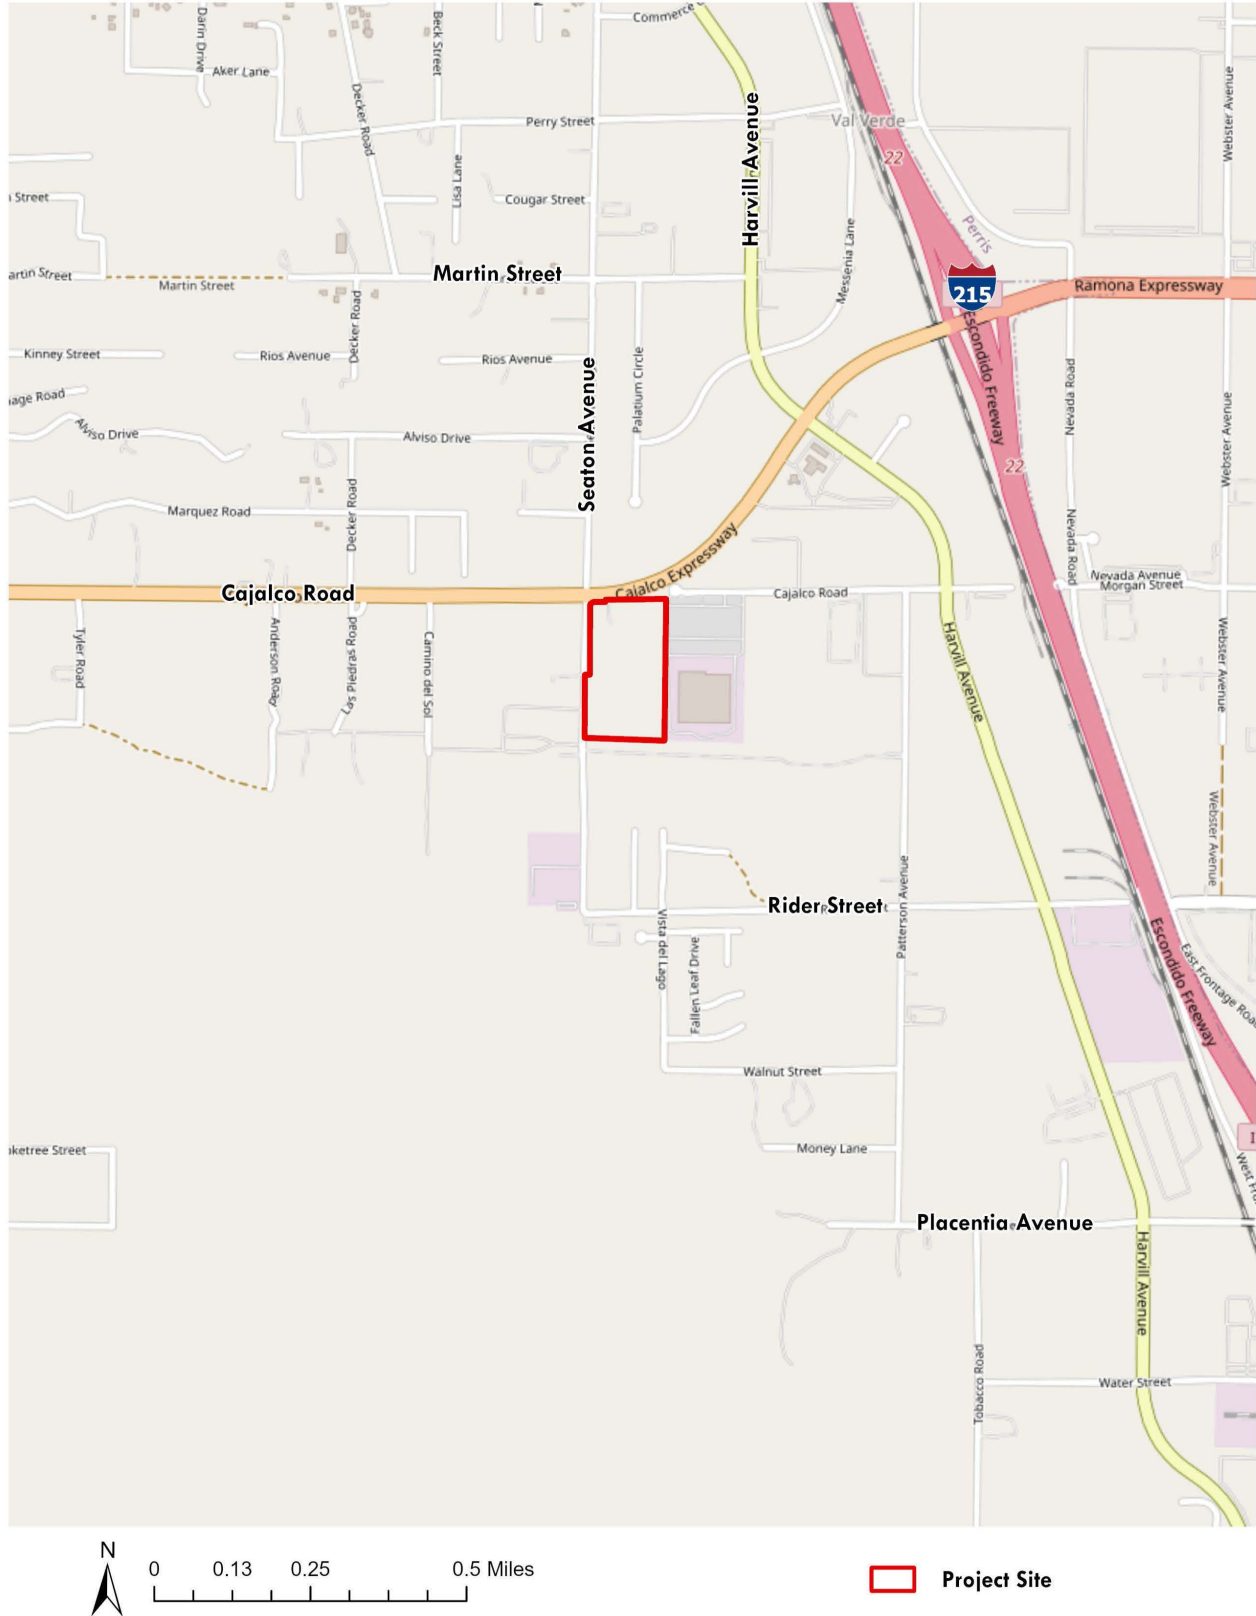 Commerce
Darin Drive
Beck Street
Aker Lane
Decker Road
Perry Street
Harvill Avenue
Val Verde
Webster Avenue
22
Lisa Lane
Street
Cougar Street
Perris
Messenia Lane
artin Street
Martin Street
Martin Street
215
Ramona Expressway
Decker Road
Kinney Street
Rios Avenue
Rios Avenue
Seaton Avenue
Palatium Circle
Escondido Freeway
Nevada Road
Webster Avenue
age Road
Alviso Drive
Alviso Drive
22
Marquez Road
Decker Road
Cajalco Expressway
Nevada Road
Cajalco Road
Cajalco Road
Nevada Avenue
Morgan Street
Tyler Road
Anderson Road
Las Piedras Road
Camino del Sol
Harvill Avenue
Webster Avenue
Webster Avenue
Rider Street
Patterson Avenue
Vista del Lago
Fallen Leaf Drive
Escondido Freeway
East Frontage Road
Walnut Street
ketree Street
Money Lane
I
West Fro
Placentia Avenue
Harvill Avenue
Tobacco Road
Water Street
N
0 0.13 0.25 0.5 Miles
Project Site